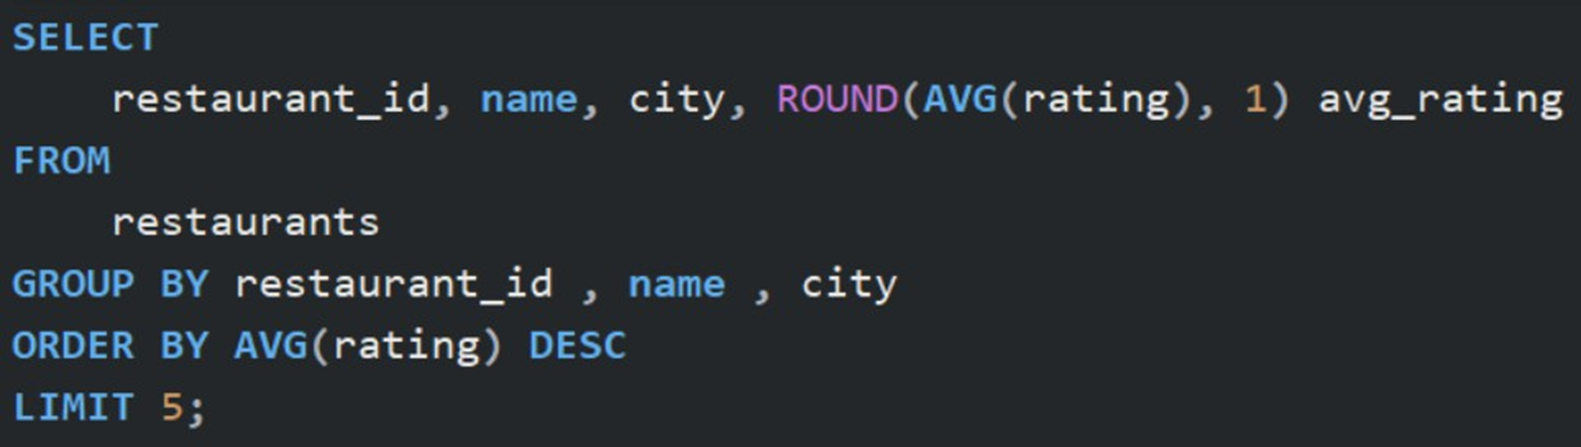 SELECT
    restaurant_id, name, city, ROUND(AVG(rating), 1) avg_rating
FROM
    restaurants
GROUP BY restaurant_id , name , city
ORDER BY AVG(rating) DESC
LIMIT 5;